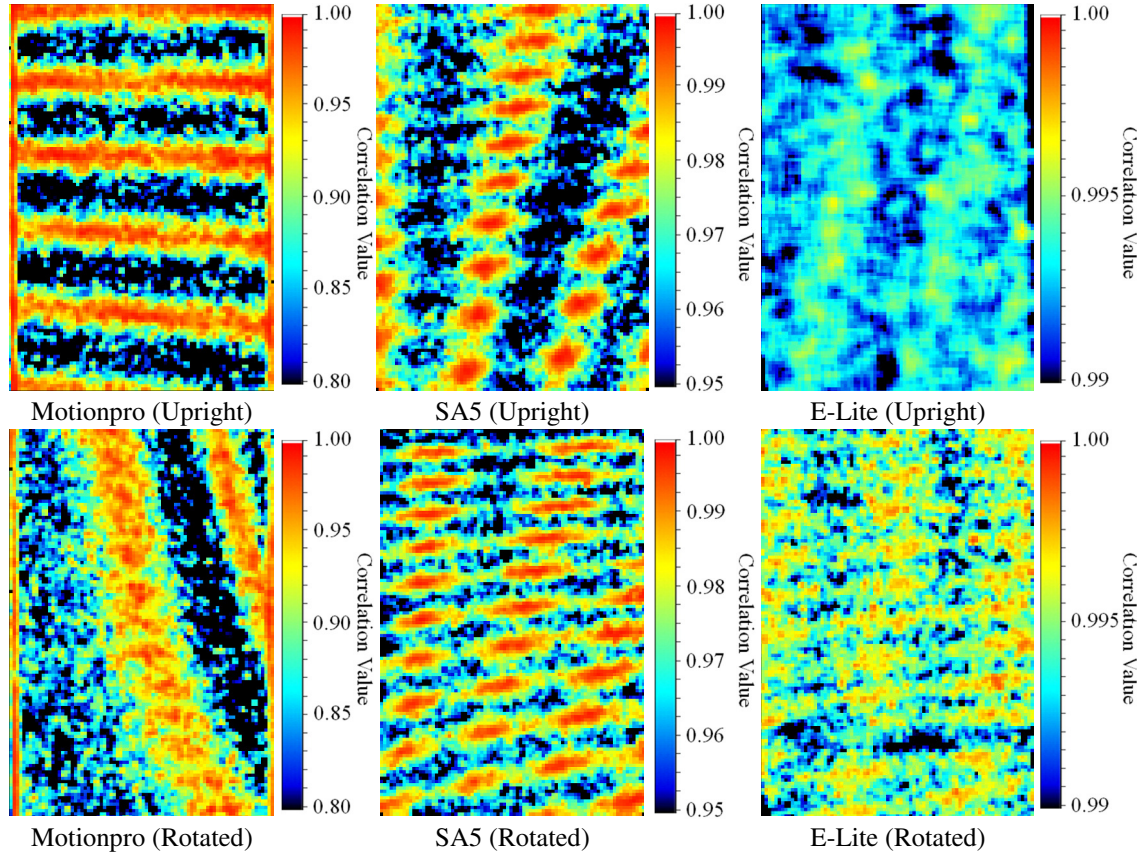 1.00
0.95
0.90
0.85
0.80
Correlation Value
1.00
0.99
0.98
0.97
0.96
0.95
Correlation Value
1.00
0.995
0.99
Correlation Value
Motionpro (Upright)
SA5 (Upright)
E-Lite (Upright)
1.00
0.95
0.90
0.85
0.80
Correlation Value
1.00
0.99
0.98
0.97
0.96
0.95
Correlation Value
1.00
0.995
0.99
Correlation Value
Motionpro (Rotated)
SA5 (Rotated)
E-Lite (Rotated)